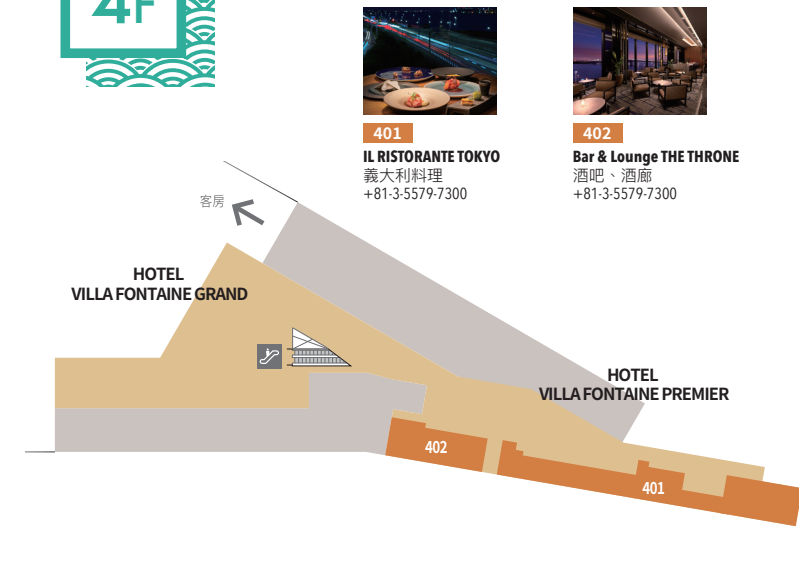 4F
401
IL RISTORANTE TOKYO
義大利料理
+81-3-5579-7300
402
Bar & Lounge THE THRONE
酒吧、酒廊
+81-3-5579-7300
客房
HOTEL
VILLA FONTAINE GRAND
HOTEL
VILLA FONTAINE PREMIER
402
401